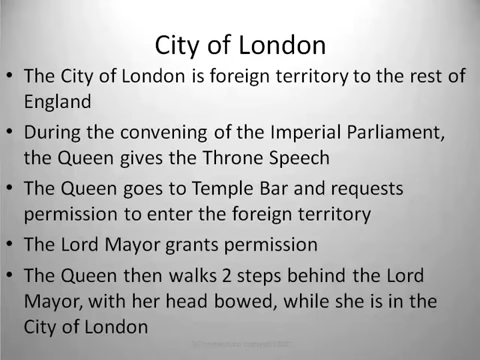 City of London
• The City of London is foreign territory to the rest of
England
• During the convening of the Imperial Parliament,
the Queen gives the Throne Speech
• The Queen goes to Temple Bar and requests
permission to enter the foreign territory
• The Lord Mayor grants permission
• The Queen then walks 2 steps behind the Lord
Mayor, with her head bowed, while she is in the
City of London